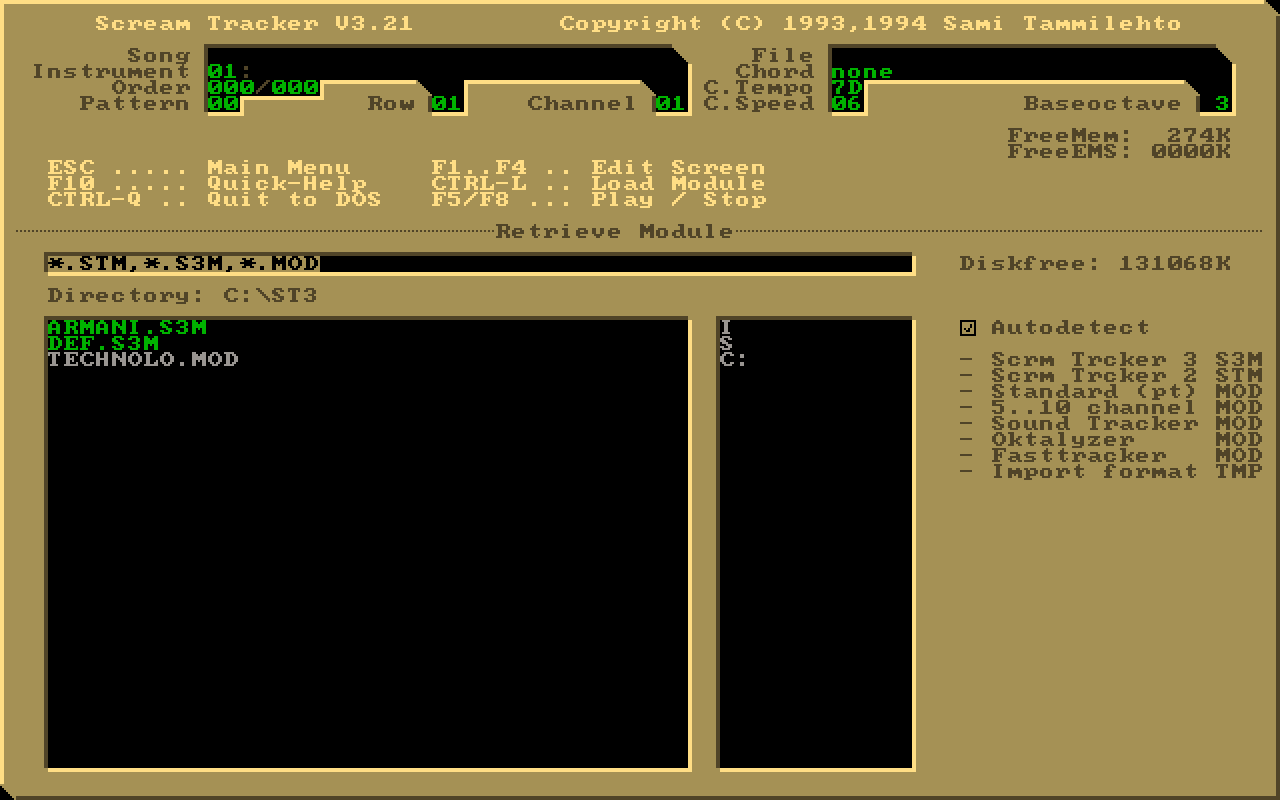 Scream Tracker V3.21 Copyright (C) 1993,1994 Sami Tammilehto
Song File
Instrument 01: Chord none
Order 000/000 C.Tempo 7D
Pattern 00 Row 01 Channel 01 C.Speed 06 Baseoctave 3
FreeMem: 274K
FreeEMS: 0000K
ESC ..... Main Menu F1..F4 .. Edit Screen
F10 ..... Quick-Help CTRL-L .. Load Module
CTRL-Q .. Quit to DOS F5/F8 ... Play / Stop
Retrieve Module
*.STM,*.S3M,*.MOD Diskfree: 131068K
Directory: C:\ST3
ARMANI.S3M I Autodetect
DEF.S3M S
TECHNOLO.MOD C: - Scrm Trcker 3 S3M
- Scrm Trcker 2 STM
- Standard (pt) MOD
- 5..10 channel MOD
- Sound Tracker MOD
- Oktalyzer MOD
- Fasttracker MOD
- Import format TMP